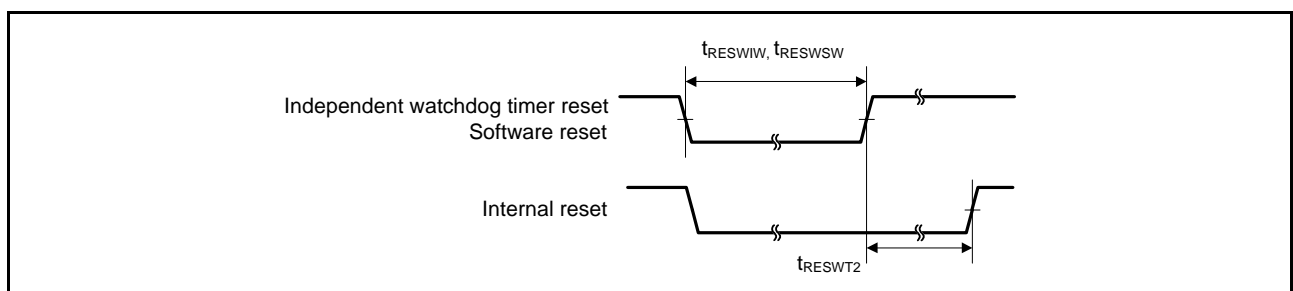 tRESWIW, tRESWSW
Independent watchdog timer reset
Software reset
Internal reset
tRESWT2